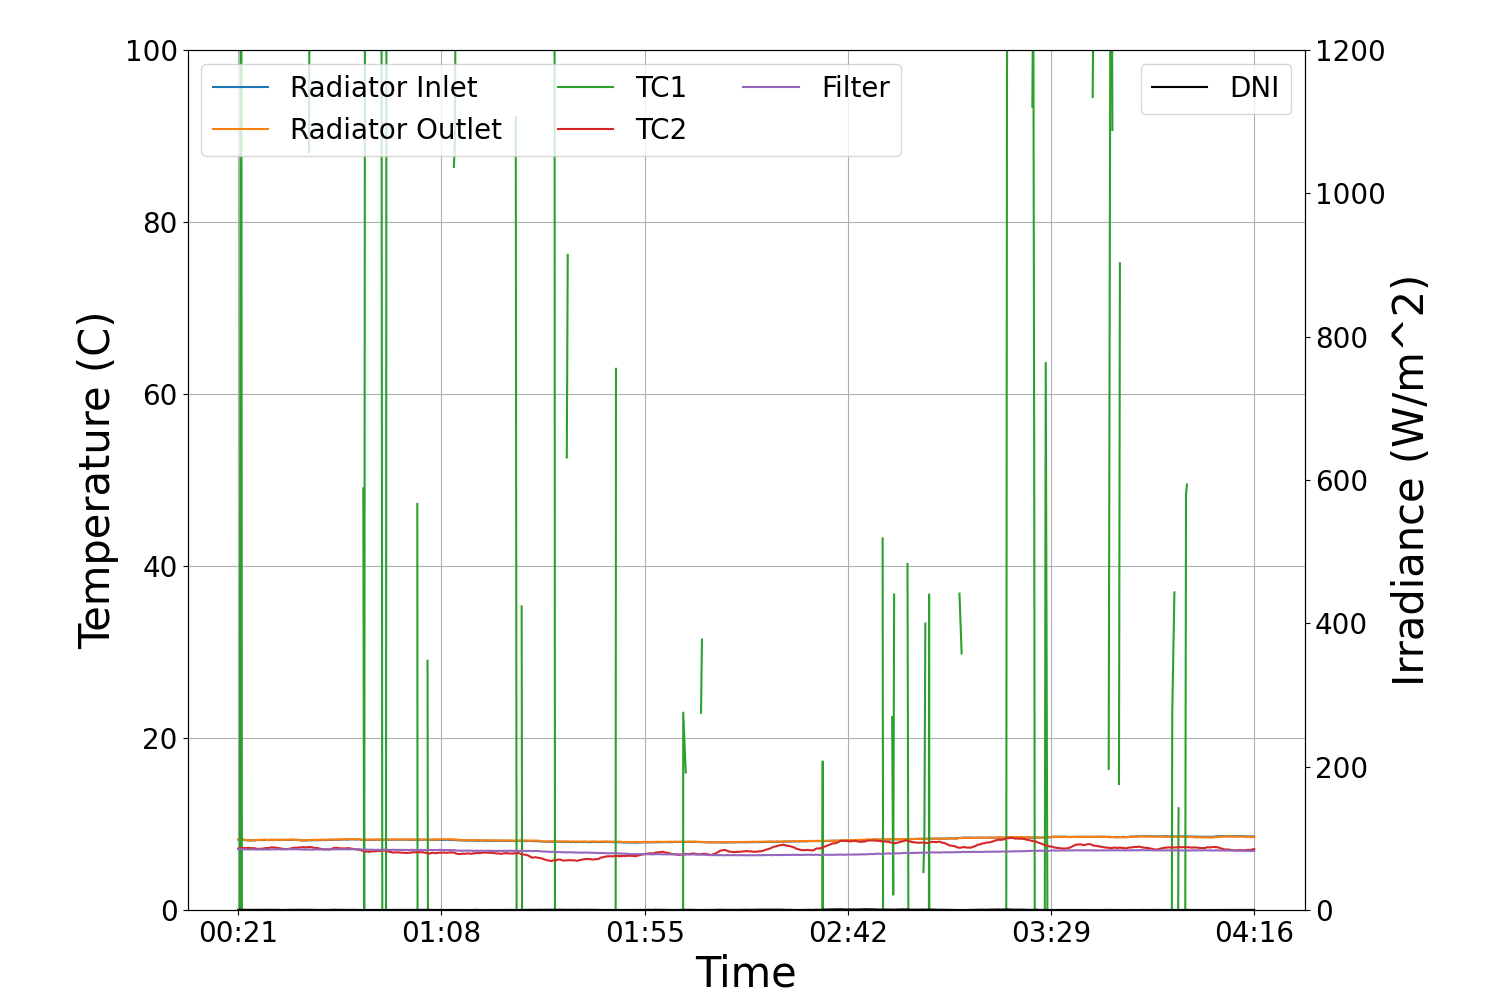 100
80
60
40
20
0
Temperature (C)
Radiator Inlet
Radiator Outlet
TC1
TC2
Filter
DNI
1200
1000
800
600
400
200
0
Irradiance (W/m^2)
00:21 01:08 01:55 02:42 03:29 04:16
Time